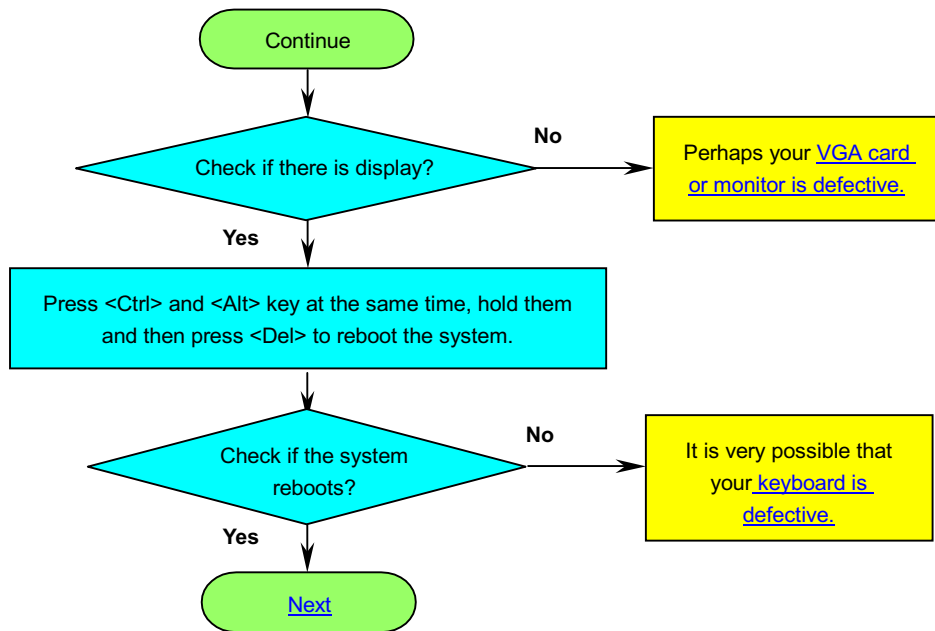 Continue
Check if there is display?
No
Perhaps your VGA card
or monitor is defective.
Yes
Press <Ctrl> and <Alt> key at the same time, hold them
and then press <Del> to reboot the system.
Check if the system
reboots?
No
It is very possible that
your keyboard is
defective.
Yes
Next